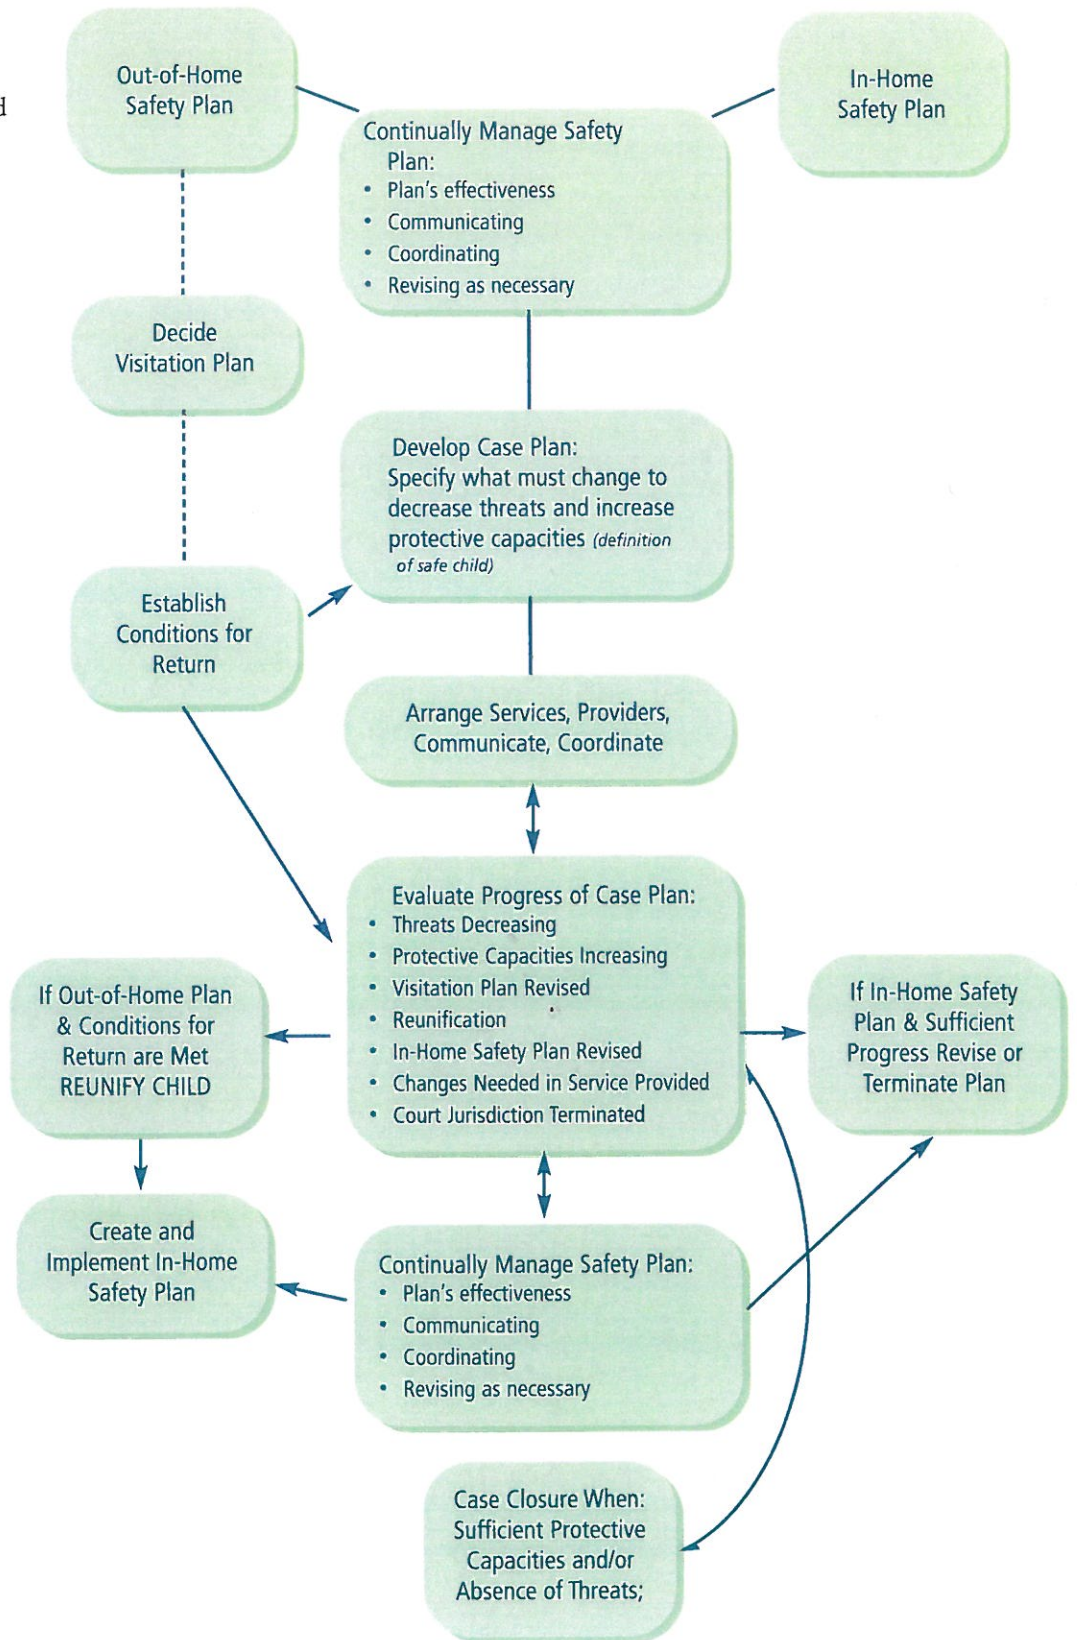 d
Out-of-Home
Safety Plan
In-Home
Safety Plan
Continually Manage Safety
Plan:
• Plan's effectiveness
• Communicating
• Coordinating
• Revising as necessary
Decide
Visitation Plan
Develop Case Plan:
Specify what must change to
decrease threats and increase
protective capacities (definition
of safe child)
Establish
Conditions for
Return
Arrange Services, Providers,
Communicate, Coordinate
Evaluate Progress of Case Plan:
• Threats Decreasing
• Protective Capacities Increasing
• Visitation Plan Revised
• Reunification
• In-Home Safety Plan Revised
• Changes Needed in Service Provided
• Court Jurisdiction Terminated
If Out-of-Home Plan
& Conditions for
Return are Met
REUNIFY CHILD
If In-Home Safety
Plan & Sufficient
Progress Revise or
Terminate Plan
Create and
Implement In-Home
Safety Plan
Continually Manage Safety Plan:
• Plan's effectiveness
• Communicating
• Coordinating
• Revising as necessary
Case Closure When:
Sufficient Protective
Capacities and/or
Absence of Threats;